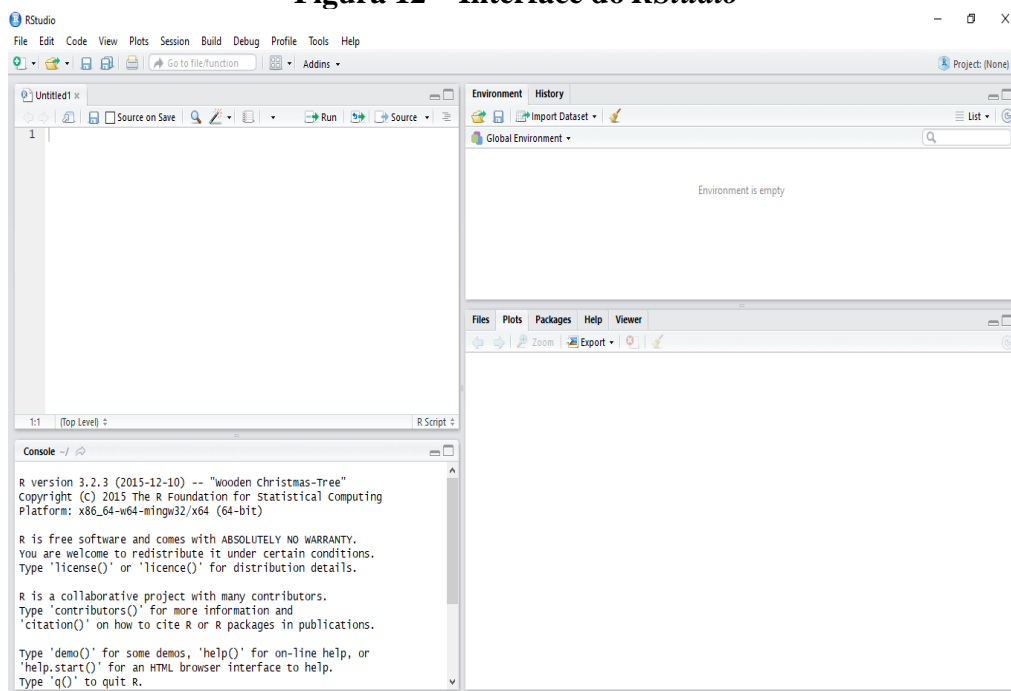 Figura 12 – Interface do RStudio
RStudio
File Edit Code View Plots Session Build Debug Profile Tools Help
Go to file/function Addins Project: (None)
Untitled1
Source on Save Run Source
1
1:1 (Top Level) R Script
Console ~/
R version 3.2.3 (2015-12-10) -- "Wooden Christmas-Tree"
Copyright (C) 2015 The R Foundation for Statistical Computing
Platform: x86_64-w64-mingw32/x64 (64-bit)
R is free software and comes with ABSOLUTELY NO WARRANTY.
You are welcome to redistribute it under certain conditions.
Type 'license()' or 'licence()' for distribution details.
R is a collaborative project with many contributors.
Type 'contributors()' for more information and
'citation()' on how to cite R or R packages in publications.
Type 'demo()' for some demos, 'help()' for on-line help, or
'help.start()' for an HTML browser interface to help.
Type 'q()' to quit R.
Environment History
Import Dataset List
Global Environment
Environment is empty
Files Plots Packages Help Viewer
Zoom Export